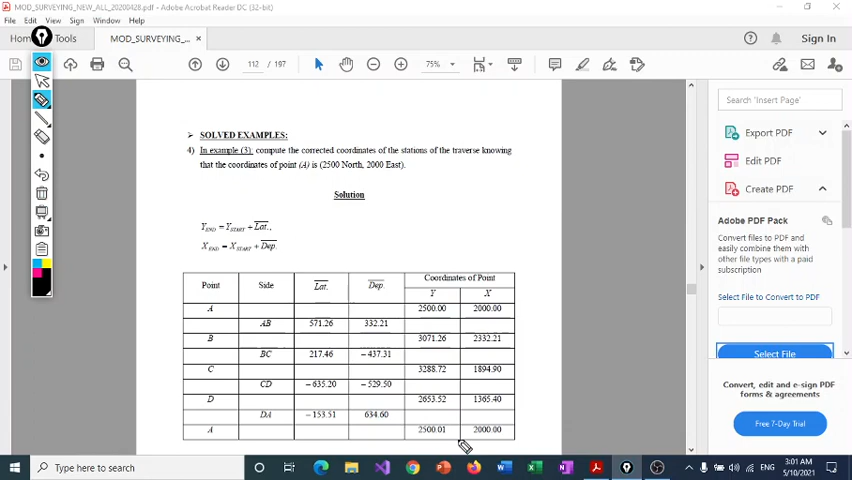 MOD_SURVEYING_NEW_ALL_20200428.pdf - Adobe Acrobat Reader DC (32-bit)
File Edit View Sign Window Help
Tools
MOD_SURVEYING_... ×
Sign In
112 / 197
75%
➢ SOLVED EXAMPLES:
4) In example (3): compute the corrected coordinates of the stations of the traverse knowing
that the coordinates of point (A) is (2500 North, 2000 East).
Solution
Y_END = Y_START + Lat.,
X_END = X_START + Dep.
Point Side Lat. Dep. Coordinates of Point
Y X
A 2500.00 2000.00
AB 571.26 332.21
B 3071.26 2332.21
BC 217.46 −437.31
C 3288.72 1894.90
CD −635.20 −529.50
D 2653.52 1365.40
DA −153.51 634.60
A 2500.01 2000.00
Search 'Insert Page'
Export PDF
Edit PDF
Create PDF
Adobe PDF Pack
Convert files to PDF and
easily combine them with
other file types with a paid
subscription
Select File to Convert to PDF
Select File
Convert, edit and e-sign PDF
forms & agreements
Free 7-Day Trial
Type here to search
ENG
3:01 AM
5/10/2021